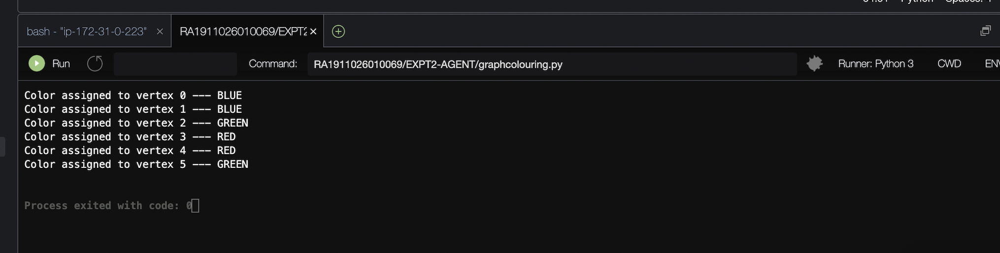 bash - "ip-172-31-0-223" ×
RA1911026010069/EXPT2 ×
Run
Command:
RA1911026010069/EXPT2-AGENT/graphcolouring.py
Runner: Python 3
CWD
ENV
Color assigned to vertex 0 --- BLUE
Color assigned to vertex 1 --- BLUE
Color assigned to vertex 2 --- GREEN
Color assigned to vertex 3 --- RED
Color assigned to vertex 4 --- RED
Color assigned to vertex 5 --- GREEN
Process exited with code: 0